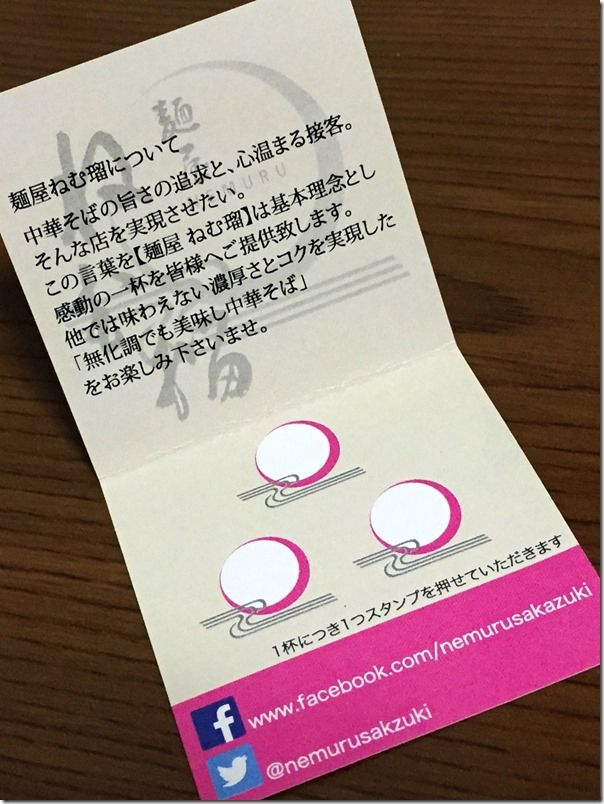 麺屋ねむ瑠について
中華そばの旨さの追求と、心温まる接客。
そんな店を実現させたい。
この言葉を【麺屋 ねむ瑠】は基本理念とし
感動の一杯を皆様へご提供致します。
他では味わえない濃厚さとコクを実現した
「無化調でも美味し中華そば」
をお楽しみ下さいませ。
1杯につき1つスタンプを押せていただきます
www.facebook.com/nemurusakazuki
@nemurusakzuki